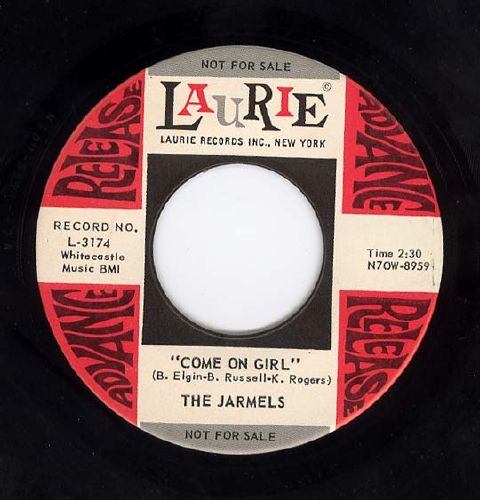 NOT FOR SALE
LAURIE ©
LAURIE RECORDS INC., NEW YORK
RELEASE
ADVANCE
RECORD NO.
L-3174
Whitecastle
Music BMI
Time 2:30
N7OW-8959
ADVANCE
RELEASE
"COME ON GIRL"
(B. Elgin-B. Russell-K. Rogers)
THE JARMELS
NOT FOR SALE